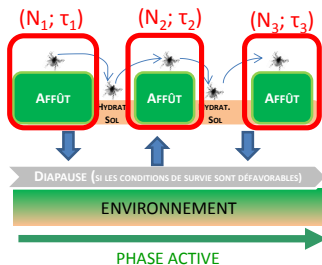 (N1; τ1)
(N2; τ2)
(N3; τ3)
AFFÛT
HYDRAT.
SOL
AFFÛT
HYDRAT.
SOL
AFFÛT
DIAPAUSE (SI LES CONDITIONS DE SURVIE SONT DÉFAVORABLES)
ENVIRONNEMENT
PHASE ACTIVE